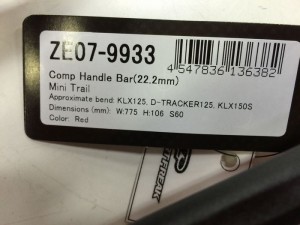 ZE07-9933
4 547836 136382
Comp Handle Bar(22.2mm)
Mini Trail
Approximate bend: KLX125, D-TRACKER125, KLX150S
Dimensions (mm): W:775 H:106 S60
Color: Red